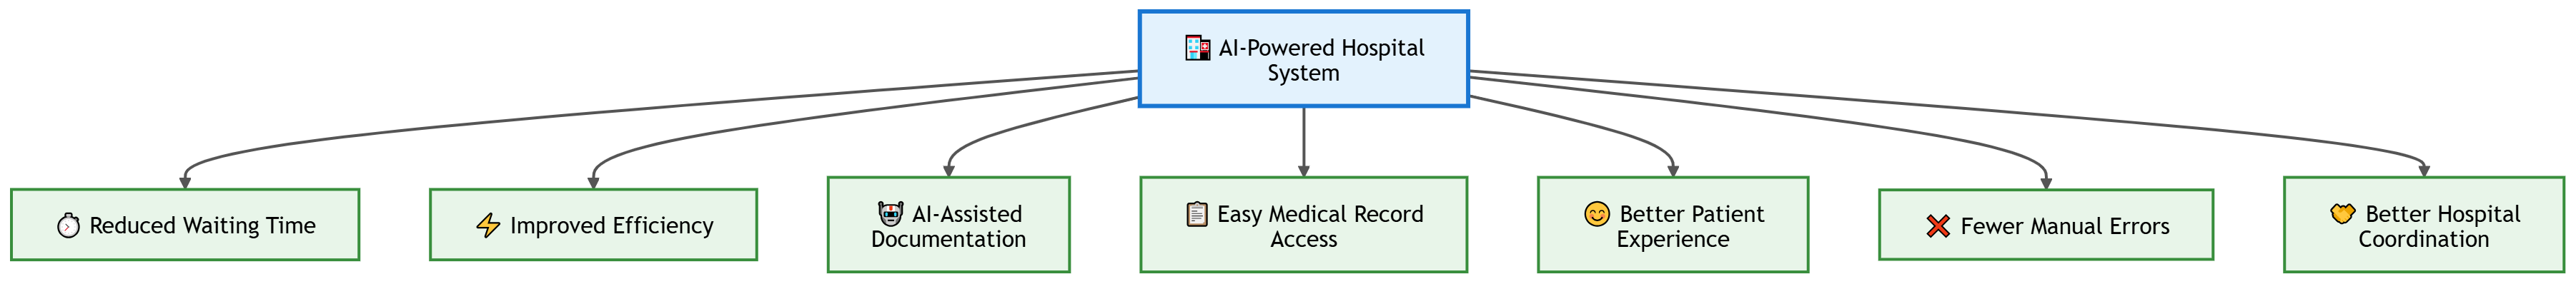 🏥 AI-Powered Hospital
System
⏱ Reduced Waiting Time
⚡ Improved Efficiency
🤖 AI-Assisted
Documentation
📋 Easy Medical Record
Access
😊 Better Patient
Experience
❌ Fewer Manual Errors
🤝 Better Hospital
Coordination